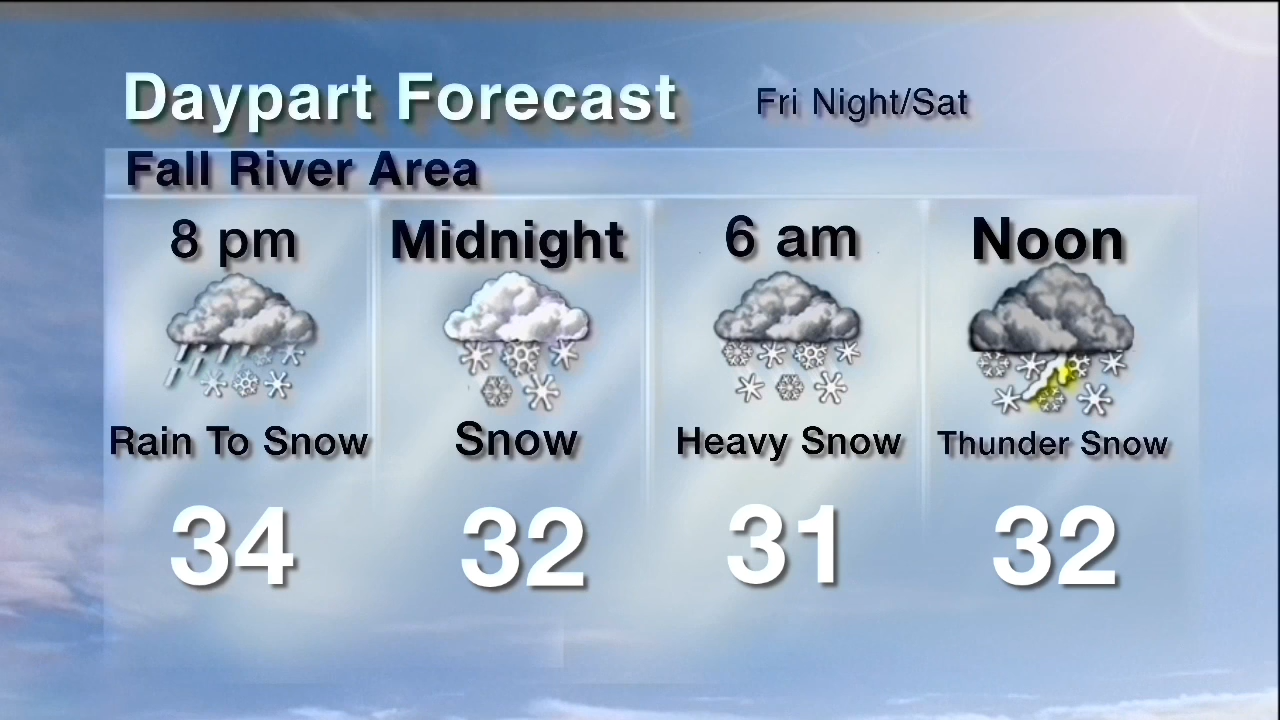 Daypart Forecast Fri Night/Sat
Fall River Area
8 pm Midnight 6 am Noon
Rain To Snow Snow Heavy Snow Thunder Snow
34 32 31 32